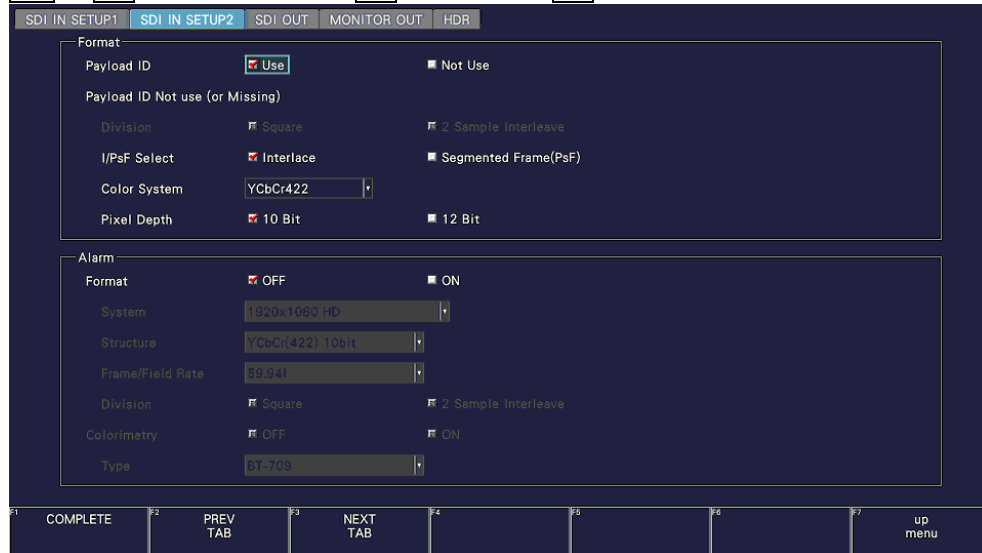 SDI IN SETUP1 SDI IN SETUP2 SDI OUT MONITOR OUT HDR
Format
Payload ID Use Not Use
Payload ID Not use (or Missing)
Division Square 2 Sample Interleave
I/PsF Select Interlace Segmented Frame(PsF)
Color System YCbCr422
Pixel Depth 10 Bit 12 Bit
Alarm
Format OFF ON
System 1920x1080 HD
Structure YCbCr(422) 10bit
Frame/Field Rate 59.94I
Division Square 2 Sample Interleave
Colorimetry OFF ON
Type BT-709
F1 COMPLETE F2 PREV TAB F3 NEXT TAB F4 F5 F6 F7 up menu